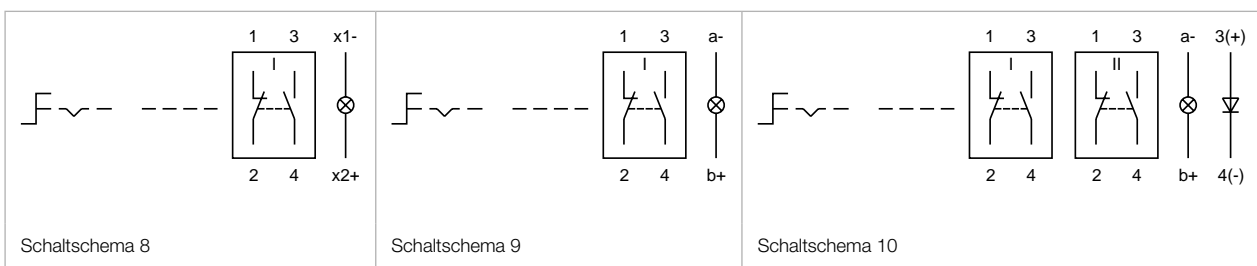 1 3 x1-
I
2 4 x2+
Schaltschema 8
1 3 a-
I
2 4 b+
Schaltschema 9
1 3 1 3 a- 3(+)
I II
2 4 2 4 b+ 4(-)
Schaltschema 10